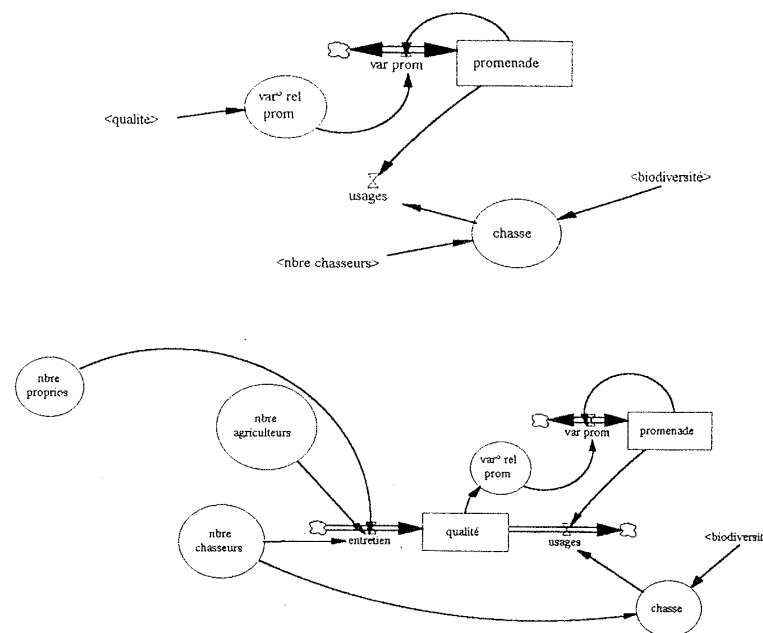 var prom
promenade
var° rel
prom
<qualité>
usages
<biodiversité>
chasse
<nbre chasseurs>
nbre
proprios
nbre
agriculteurs
var prom
promenade
var° rel
prom
nbre
chasseurs
entretien
qualité
usages
<biodiversit
chasse